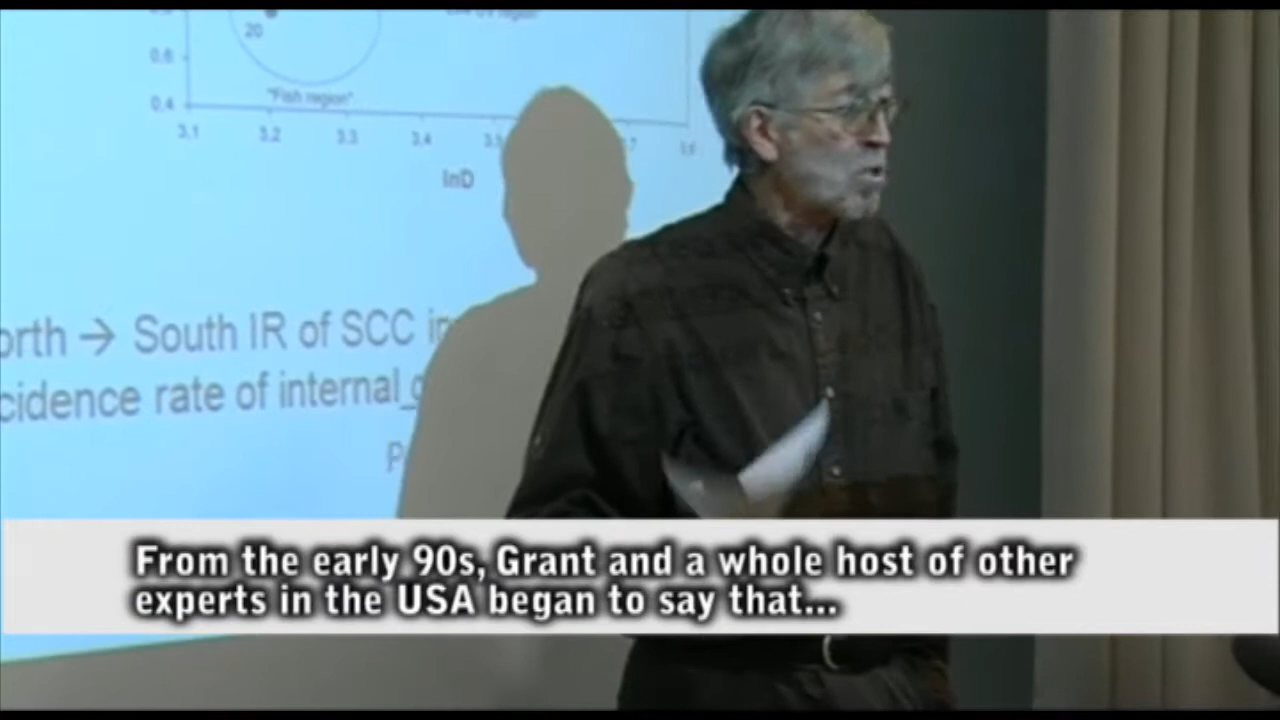 20
0.6
"Fish region"
0.4
3.1 3.2 3.3 3.4
lnD
orth → South IR of SCC in
cidence rate of internal
From the early 90s, Grant and a whole host of other
experts in the USA began to say that...